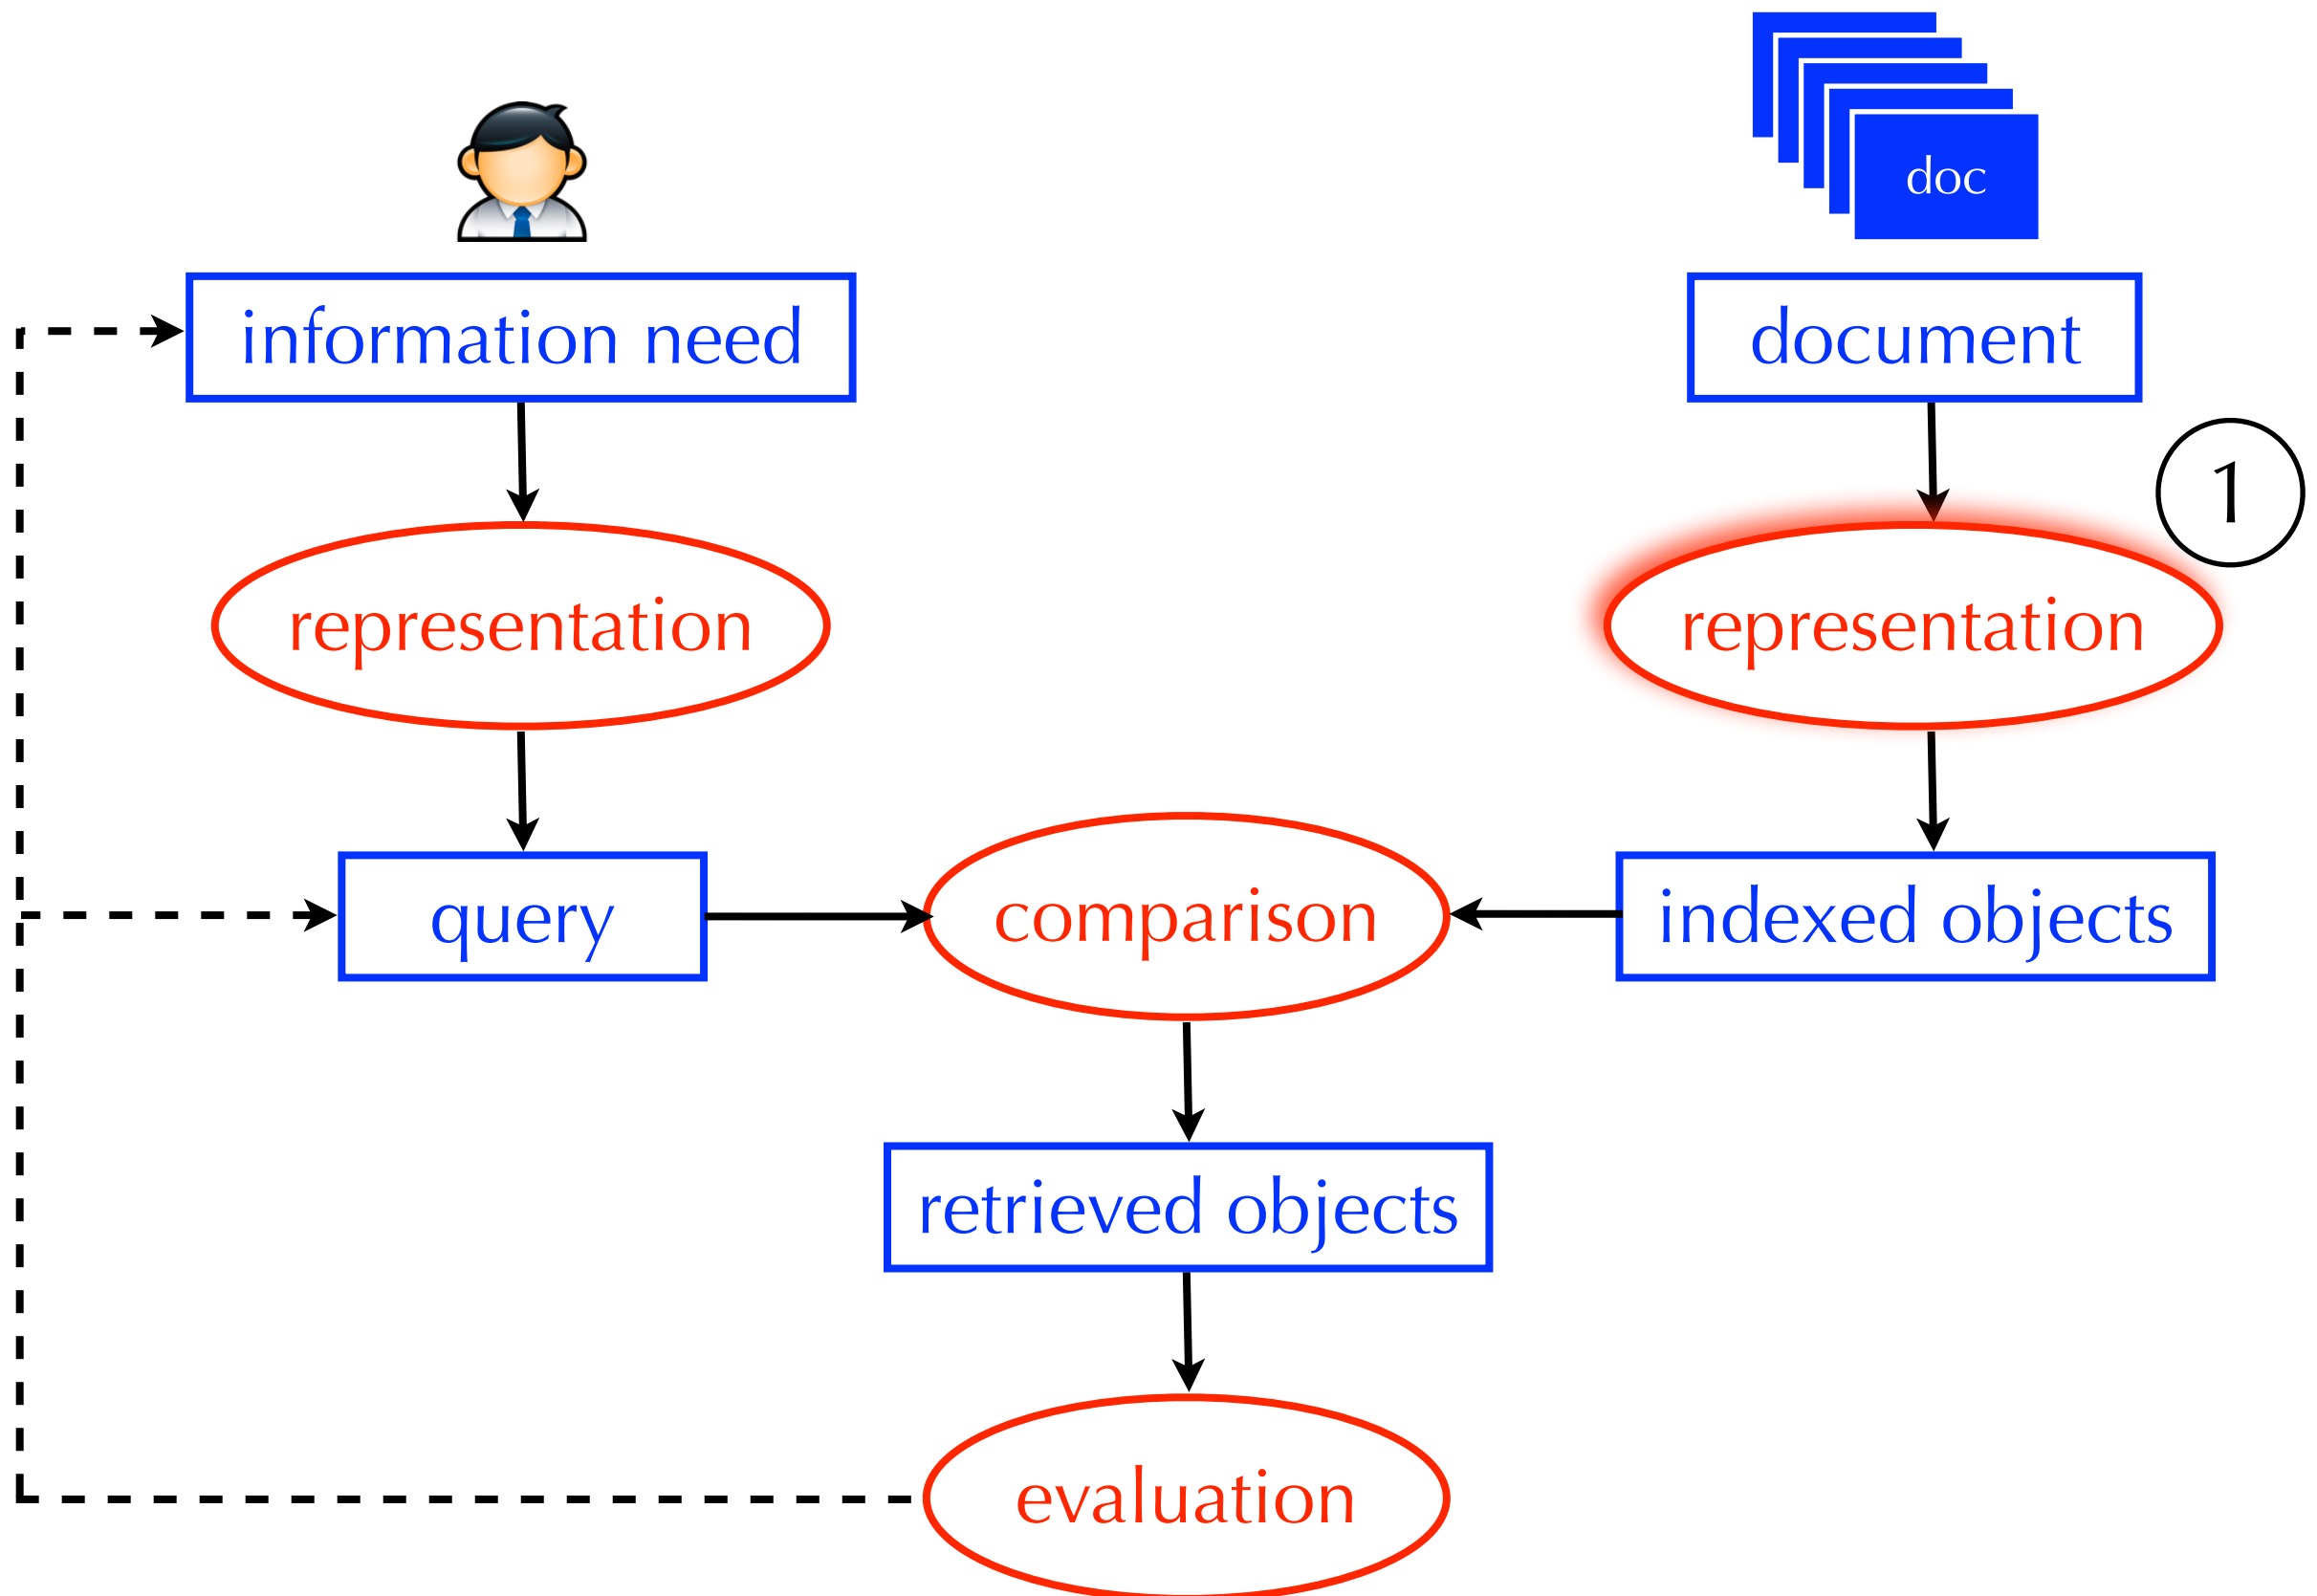 doc
information need
document
1
representation
representation
query
comparison
indexed objects
retrieved objects
evaluation